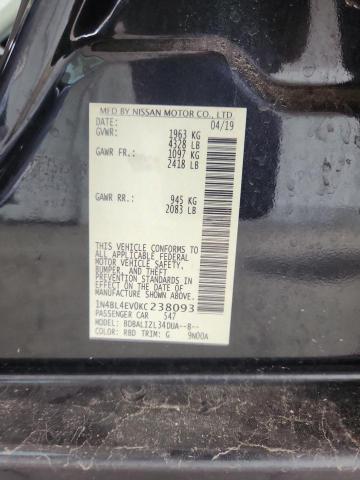 MFD BY NISSAN MOTOR CO., LTD
DATE: 04/19
GVWR: 1963 KG
4328 LB
GAWR FR.: 1097 KG
2418 LB
GAWR RR.: 945 KG
2083 LB
THIS VEHICLE CONFORMS TO
ALL APPLICABLE FEDERAL
MOTOR VEHICLE SAFETY,
BUMPER, AND THEFT
PREVENTION STANDARDS IN
EFFECT ON THE DATE OF
MANUFACTURE SHOWN ABOVE.
1N4BL4EV0KC238093
PASSENGER CAR 547
MODEL: BDBALIZL34DUA--8--
COLOR: RBD TRIM: G 9N00A